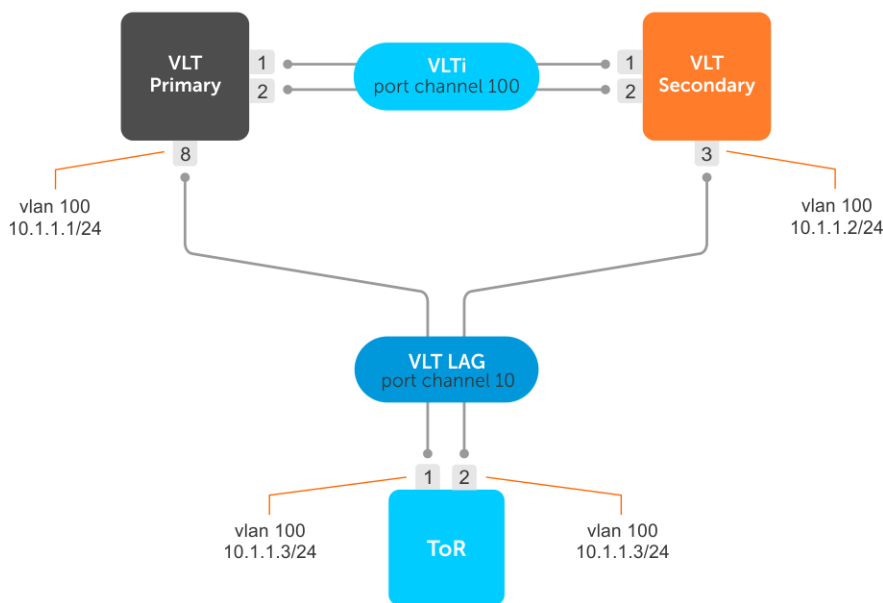 VLT
Primary
1
2
VLTi
port channel 100
1
2
VLT
Secondary
8
3
vlan 100
10.1.1.1/24
vlan 100
10.1.1.2/24
VLT LAG
port channel 10
1
2
vlan 100
10.1.1.3/24
ToR
vlan 100
10.1.1.3/24